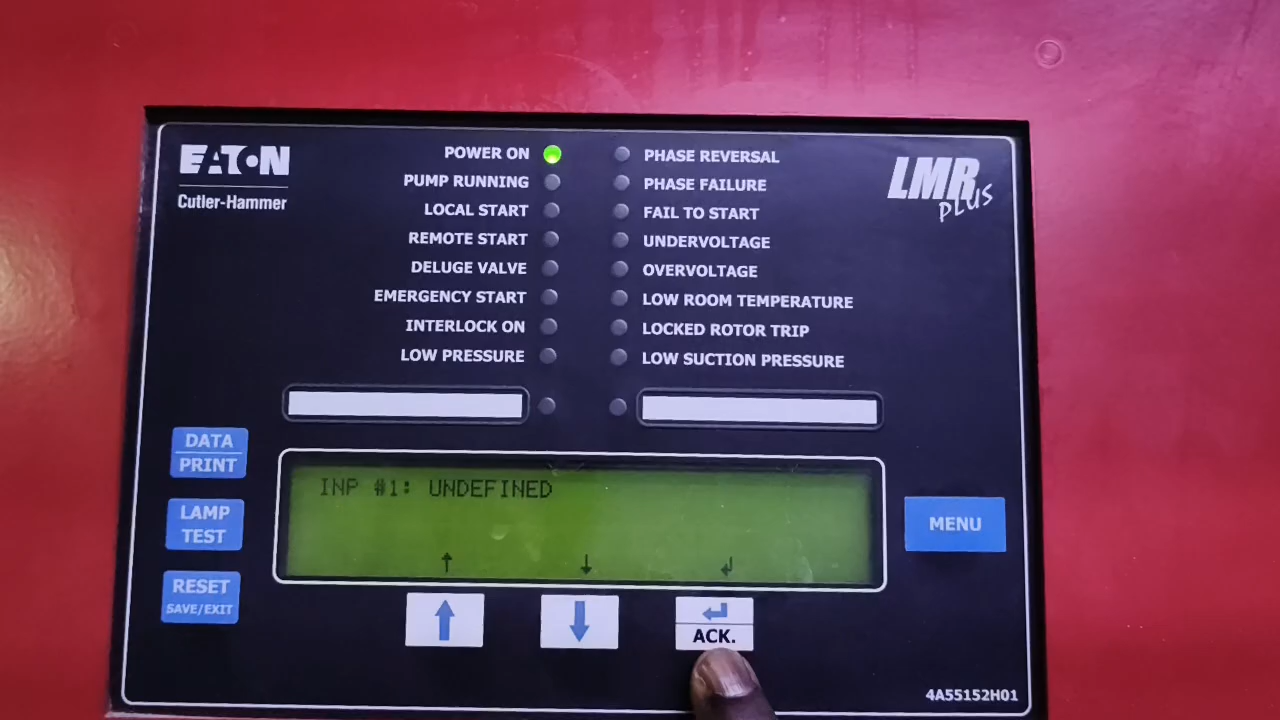 EATON
Cutler-Hammer
LMR
PLUS
POWER ON
PUMP RUNNING
LOCAL START
REMOTE START
DELUGE VALVE
EMERGENCY START
INTERLOCK ON
LOW PRESSURE
PHASE REVERSAL
PHASE FAILURE
FAIL TO START
UNDERVOLTAGE
OVERVOLTAGE
LOW ROOM TEMPERATURE
LOCKED ROTOR TRIP
LOW SUCTION PRESSURE
DATA
PRINT
LAMP
TEST
RESET
SAVE/EXIT
INP #1: UNDEFINED
↑ ↓ ↵
MENU
ACK.
4A55152H01